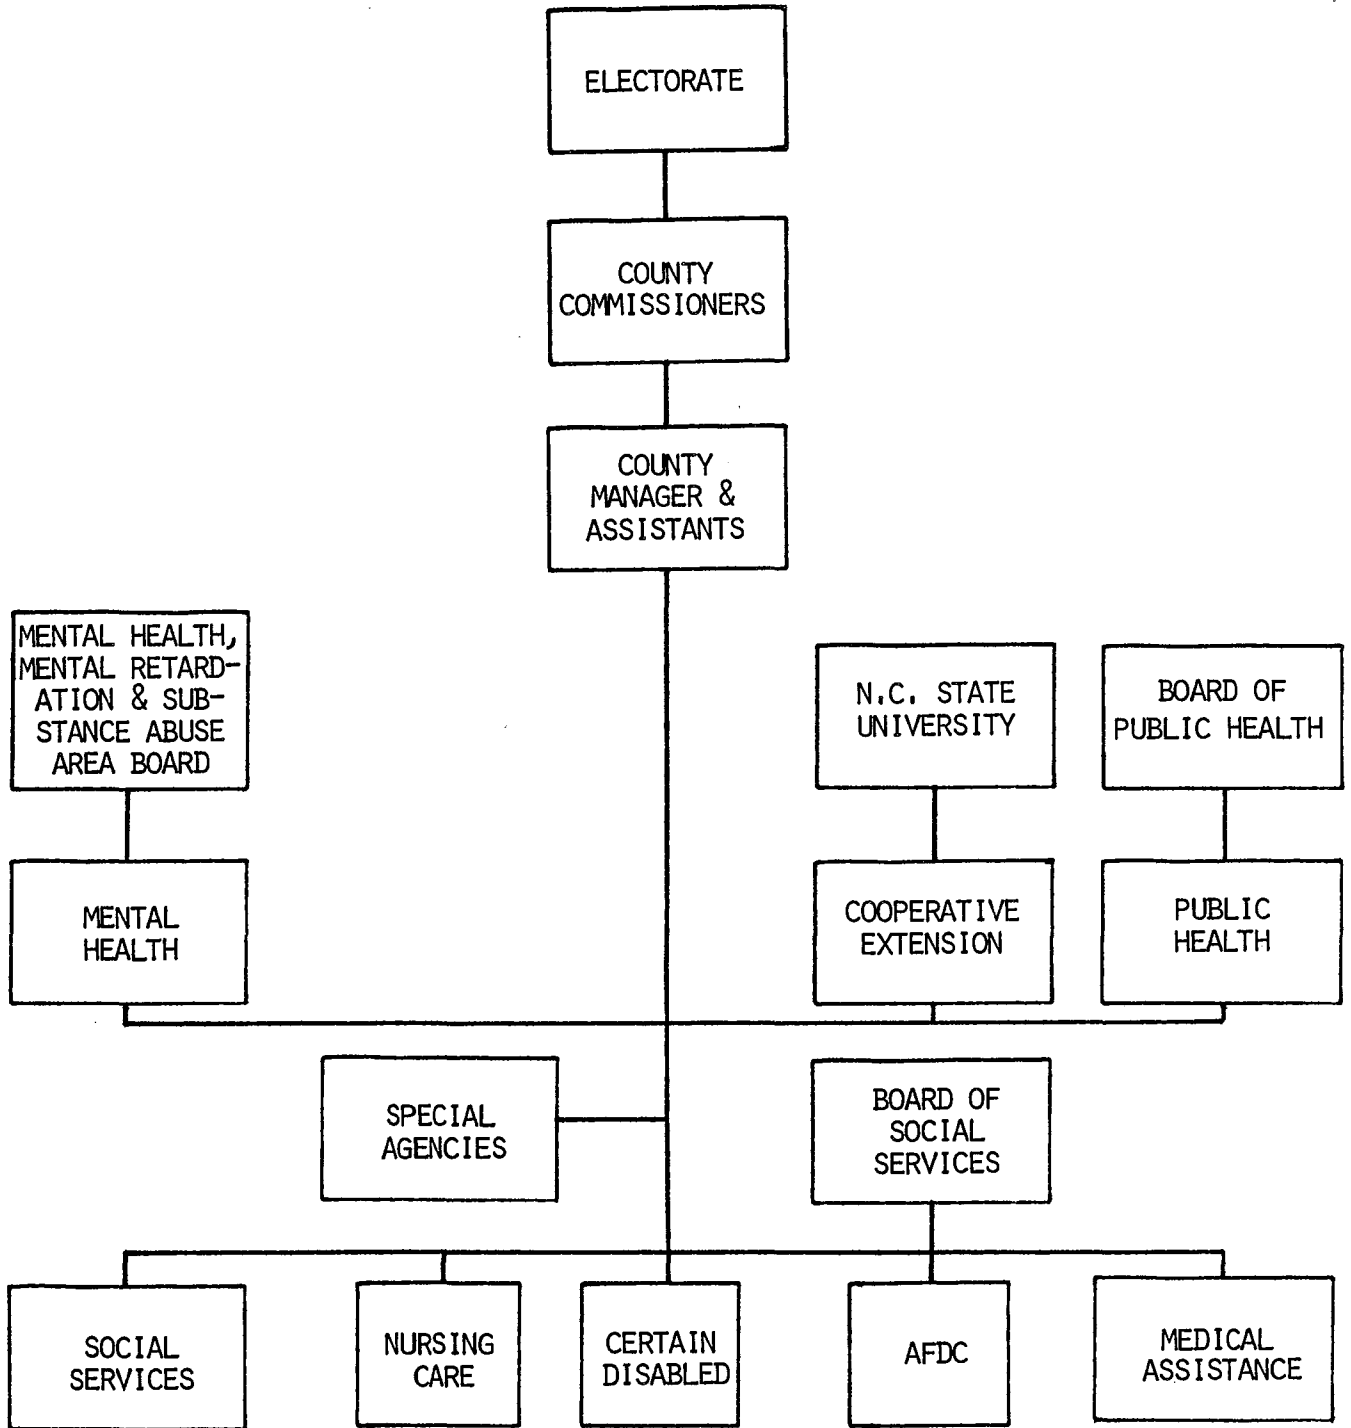 ELECTORATE
COUNTY
COMMISSIONERS
COUNTY
MANAGER &
ASSISTANTS
MENTAL HEALTH,
MENTAL RETARD-
ATION & SUB-
STANCE ABUSE
AREA BOARD
N.C. STATE
UNIVERSITY
BOARD OF
PUBLIC HEALTH
MENTAL
HEALTH
COOPERATIVE
EXTENSION
PUBLIC
HEALTH
SPECIAL
AGENCIES
BOARD OF
SOCIAL
SERVICES
SOCIAL
SERVICES
NURSING
CARE
CERTAIN
DISABLED
AFDC
MEDICAL
ASSISTANCE